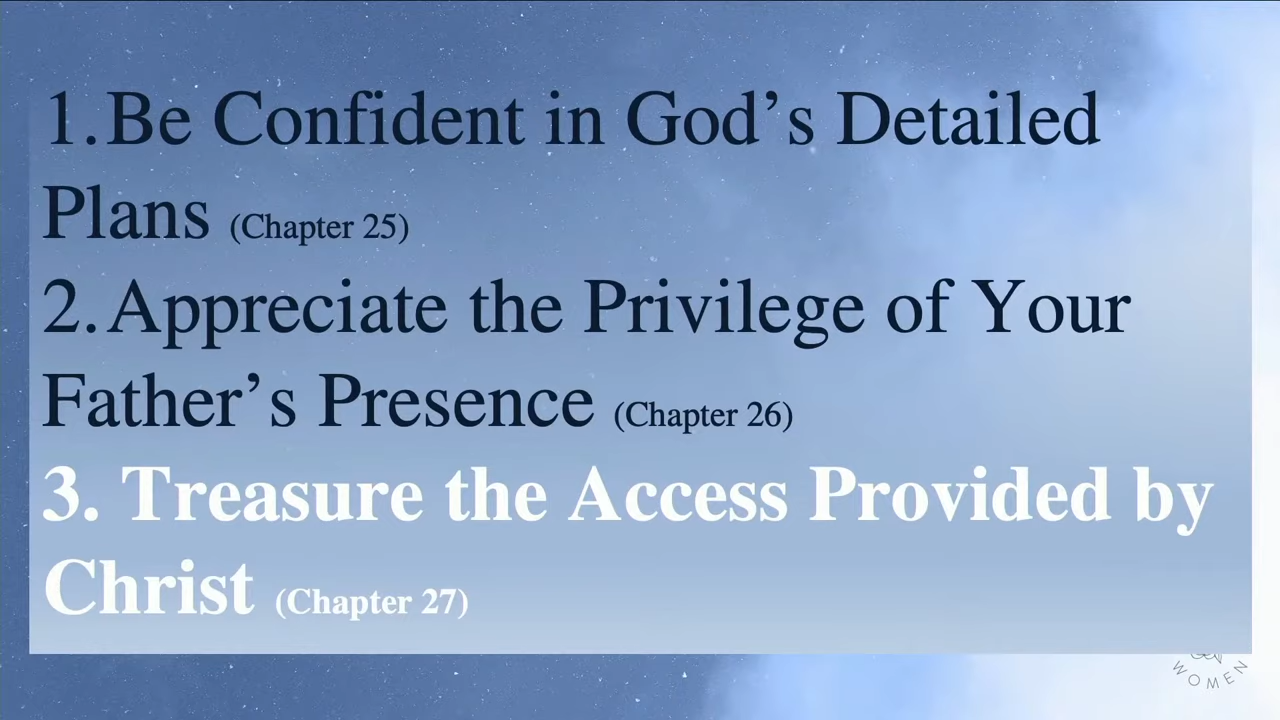 1. Be Confident in God’s Detailed
Plans (Chapter 25)
2. Appreciate the Privilege of Your
Father’s Presence (Chapter 26)
3. Treasure the Access Provided by
Christ (Chapter 27)
WOMEN